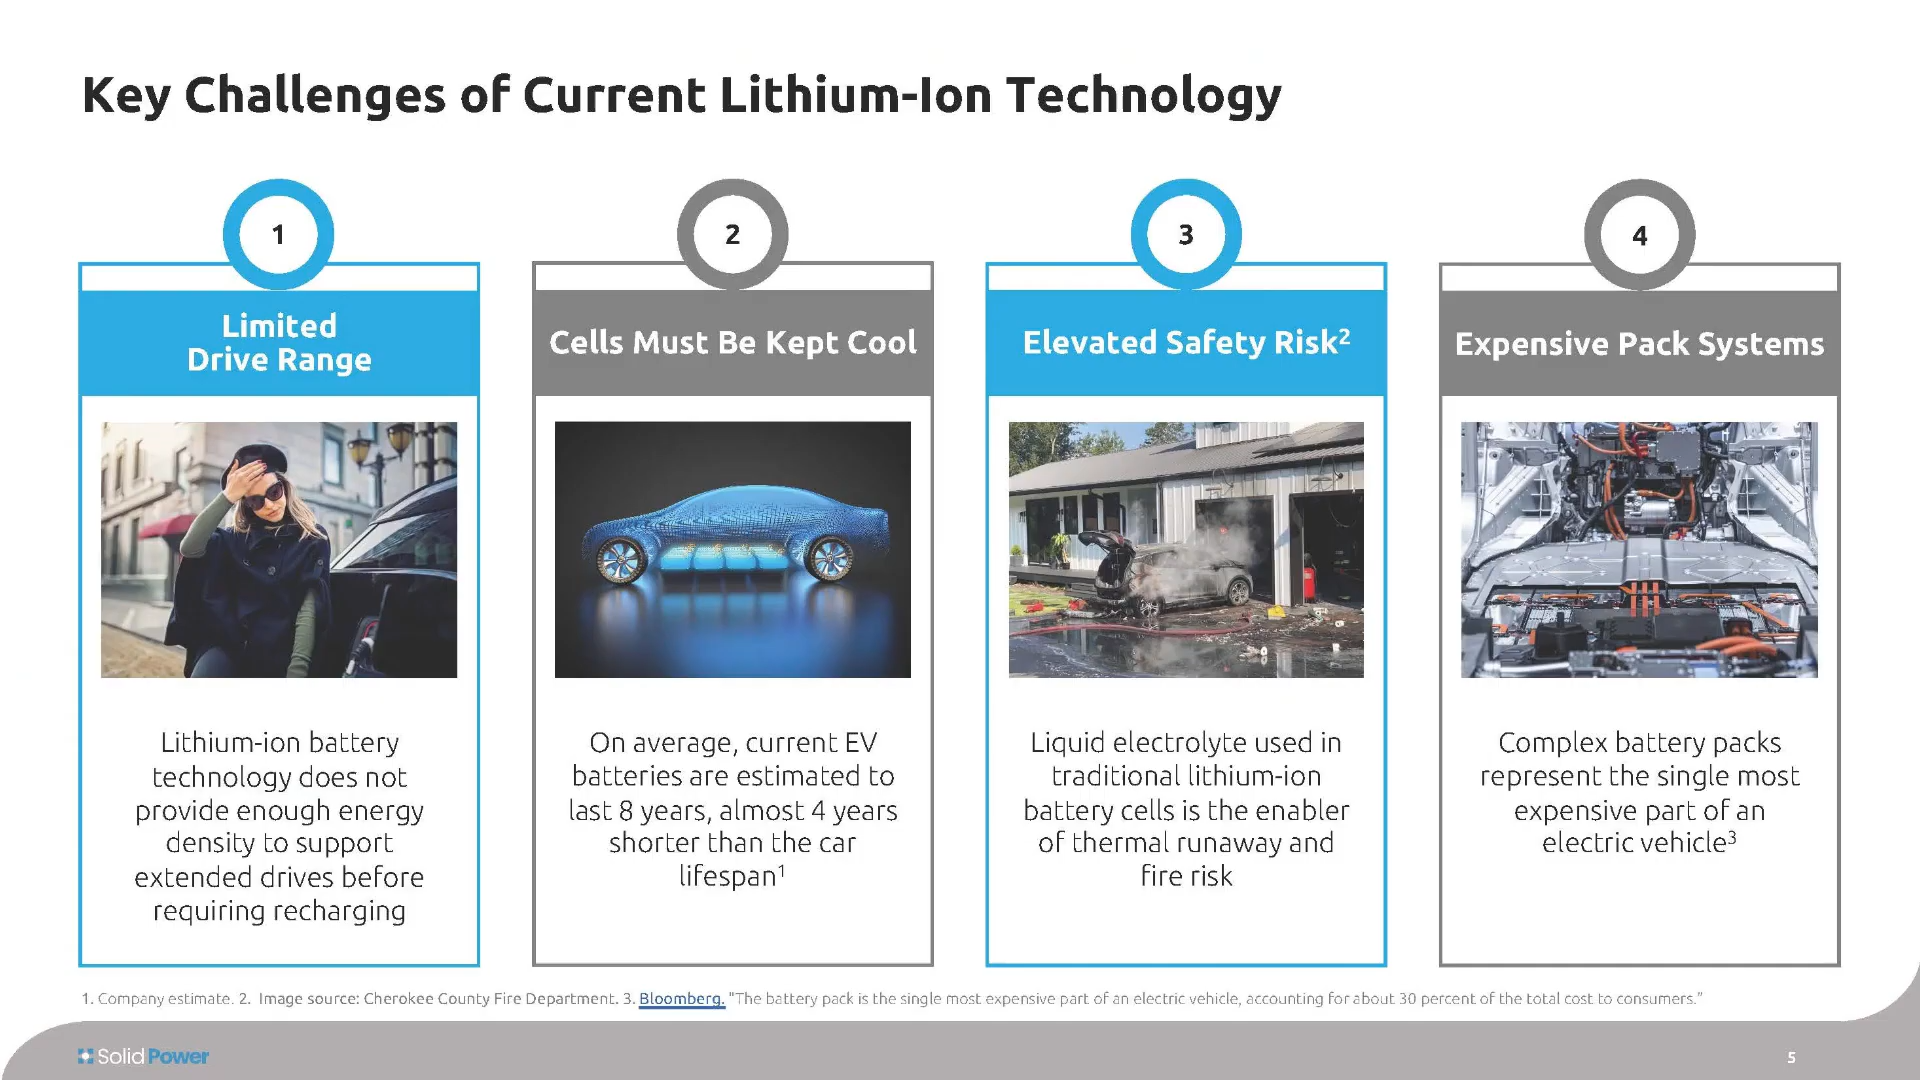 Key Challenges of Current Lithium-Ion Technology
1
Limited
Drive Range
Lithium-ion battery
technology does not
provide enough energy
density to support
extended drives before
requiring recharging
2
Cells Must Be Kept Cool
On average, current EV
batteries are estimated to
last 8 years, almost 4 years
shorter than the car
lifespan¹
3
Elevated Safety Risk²
Liquid electrolyte used in
traditional lithium-ion
battery cells is the enabler
of thermal runaway and
fire risk
4
Expensive Pack Systems
Complex battery packs
represent the single most
expensive part of an
electric vehicle³
1. Company estimate. 2. Image source: Cherokee County Fire Department. 3. Bloomberg. "The battery pack is the single most expensive part of an electric vehicle, accounting for about 30 percent of the total cost to consumers."
Solid Power
5